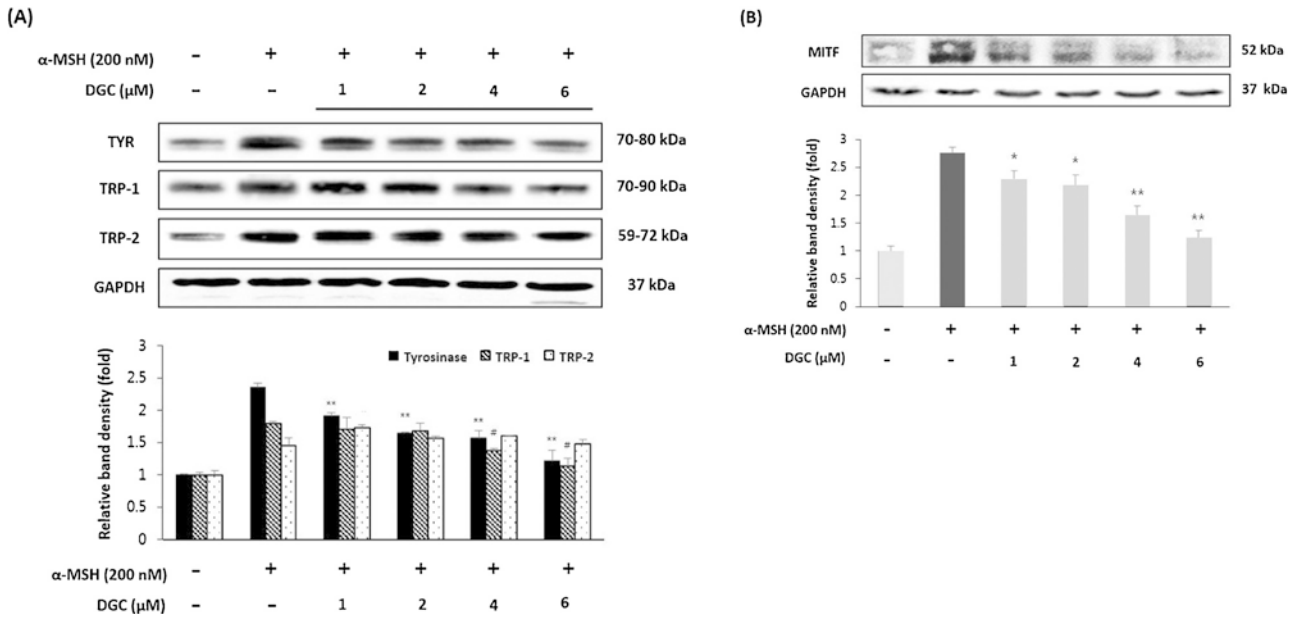 (A)
α-MSH (200 nM) – + + + + +
DGC (μM) – – 1 2 4 6
TYR 70-80 kDa
TRP-1 70-90 kDa
TRP-2 59-72 kDa
GAPDH 37 kDa
Relative band density (fold)
3
2.5
2
1.5
1
0.5
0
Tyrosinase TRP-1 TRP-2
** ** ** # ** #
α-MSH (200 nM) – + + + + +
DGC (μM) – – 1 2 4 6
(B)
MITF 52 kDa
GAPDH 37 kDa
Relative band density (fold)
3
2.5
2
1.5
1
0.5
0
* * ** **
α-MSH (200 nM) - + + + + +
DGC (μM) - - 1 2 4 6